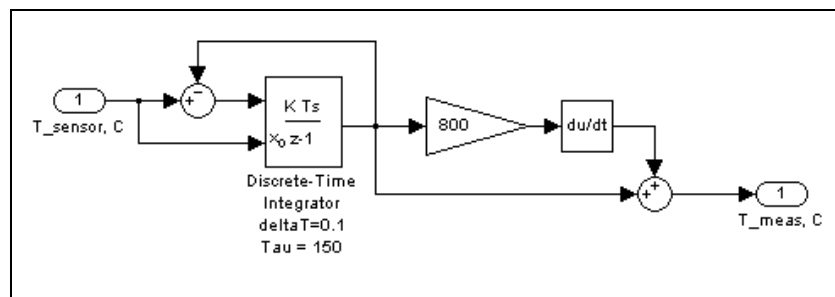 1
T_sensor, C
−
+
K Ts
x0 z-1
Discrete-Time
Integrator
deltaT=0.1
Tau = 150
800
du/dt
+
+
1
T_meas, C